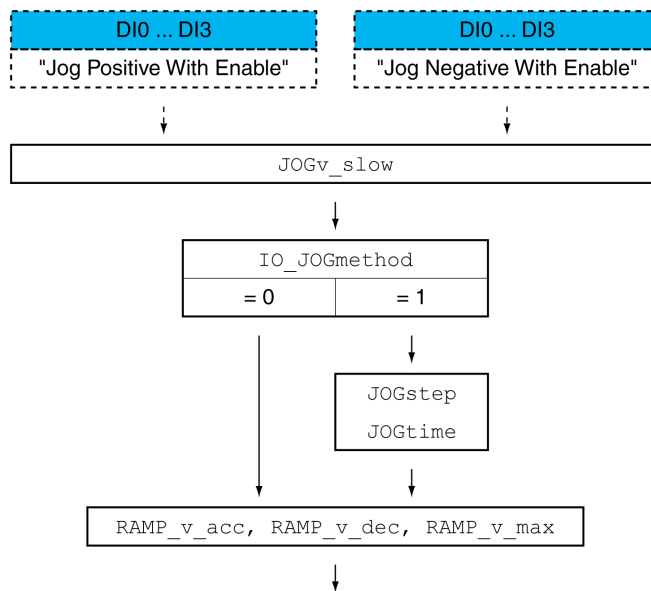 DI0 ... DI3
"Jog Positive With Enable"
DI0 ... DI3
"Jog Negative With Enable"
JOGv_slow
IO_JOGmethod
= 0
= 1
JOGstep
JOGtime
RAMP_v_acc, RAMP_v_dec, RAMP_v_max